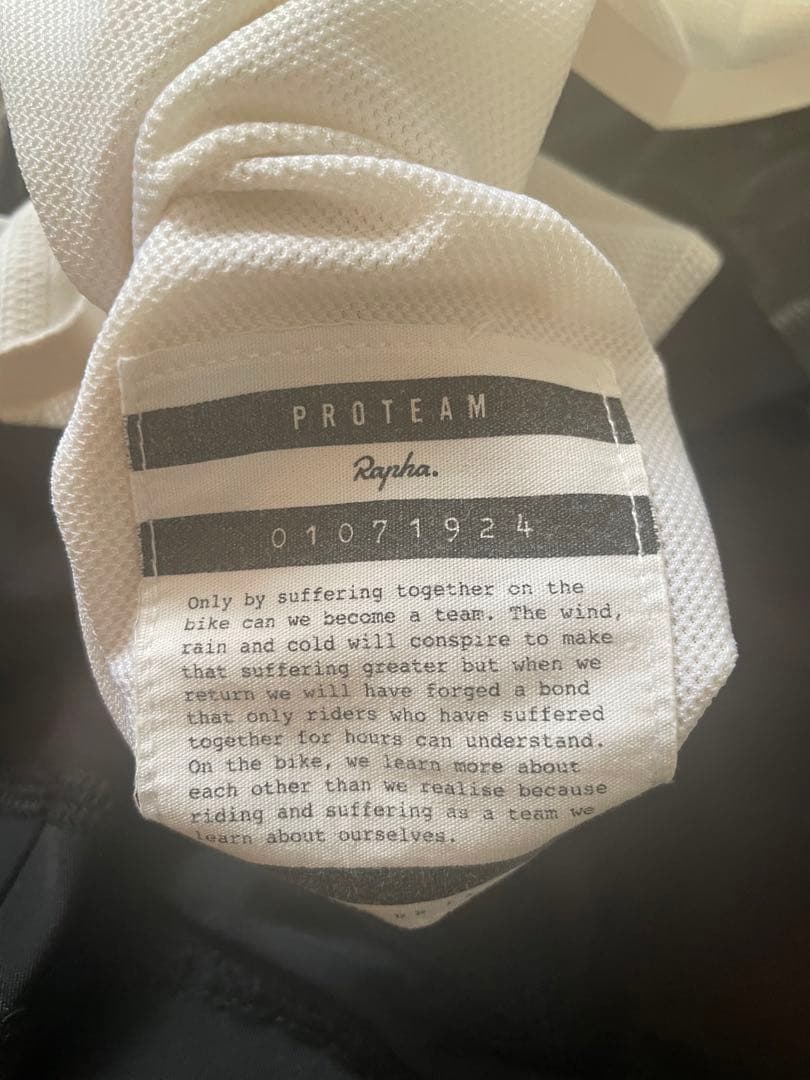 PROTEAM
Rapha.
01071924
Only by suffering together on the
bike can we become a team. The wind,
rain and cold will conspire to make
that suffering greater but when we
return we will have forged a bond
that only riders who have suffered
together for hours can understand.
On the bike, we learn more about
each other than we realise because
riding and suffering as a team we
learn about ourselves.